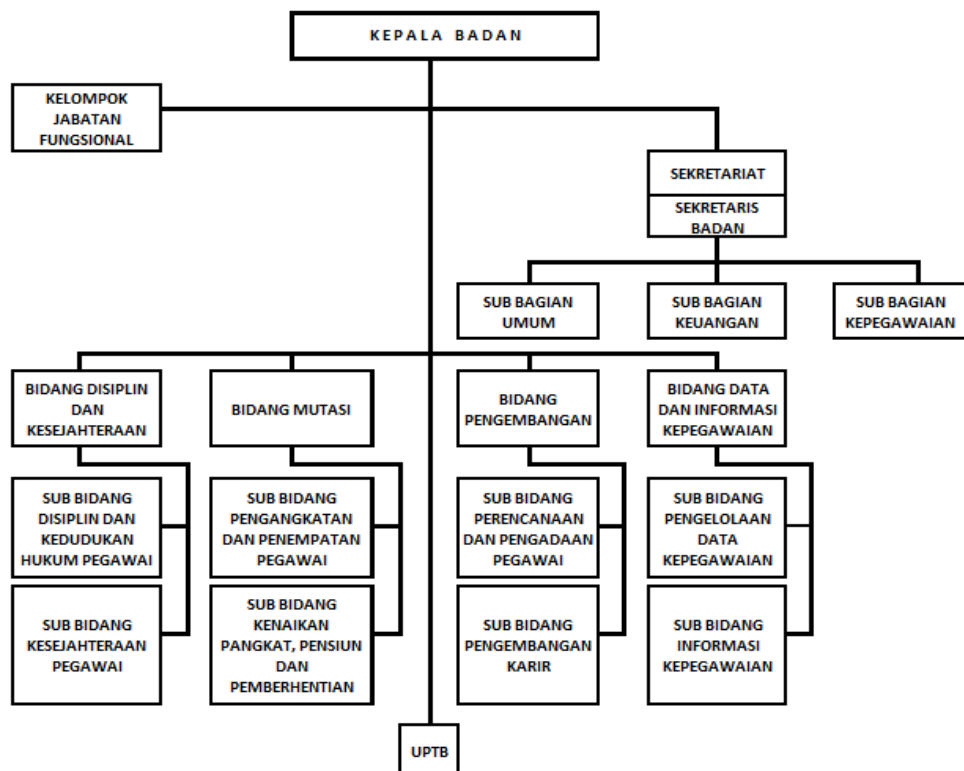 KEPALA BADAN
KELOMPOK
JABATAN
FUNGSIONAL
SEKRETARIAT
SEKRETARIS
BADAN
SUB BAGIAN
UMUM
SUB BAGIAN
KEUANGAN
SUB BAGIAN
KEPEGAWAIAN
BIDANG DISIPLIN
DAN
KESEJAHTERAAN
BIDANG MUTASI
BIDANG
PENGEMBANGAN
BIDANG DATA
DAN INFORMASI
KEPEGAWAIAN
SUB BIDANG
DISIPLIN DAN
KEDUDUKAN
HUKUM PEGAWAI
SUB BIDANG
PENGANGKATAN
DAN PENEMPATAN
PEGAWAI
SUB BIDANG
PERENCANAAN
DAN PENGADAAN
PEGAWAI
SUB BIDANG
PENGELOLAAN
DATA
KEPEGAWAIAN
SUB BIDANG
KESEJAHTERAAN
PEGAWAI
SUB BIDANG
KENAIKAN
PANGKAT, PENSIUN
DAN
PEMBERHENTIAN
SUB BIDANG
PENGEMBANGAN
KARIR
SUB BIDANG
INFORMASI
KEPEGAWAIAN
UPTB